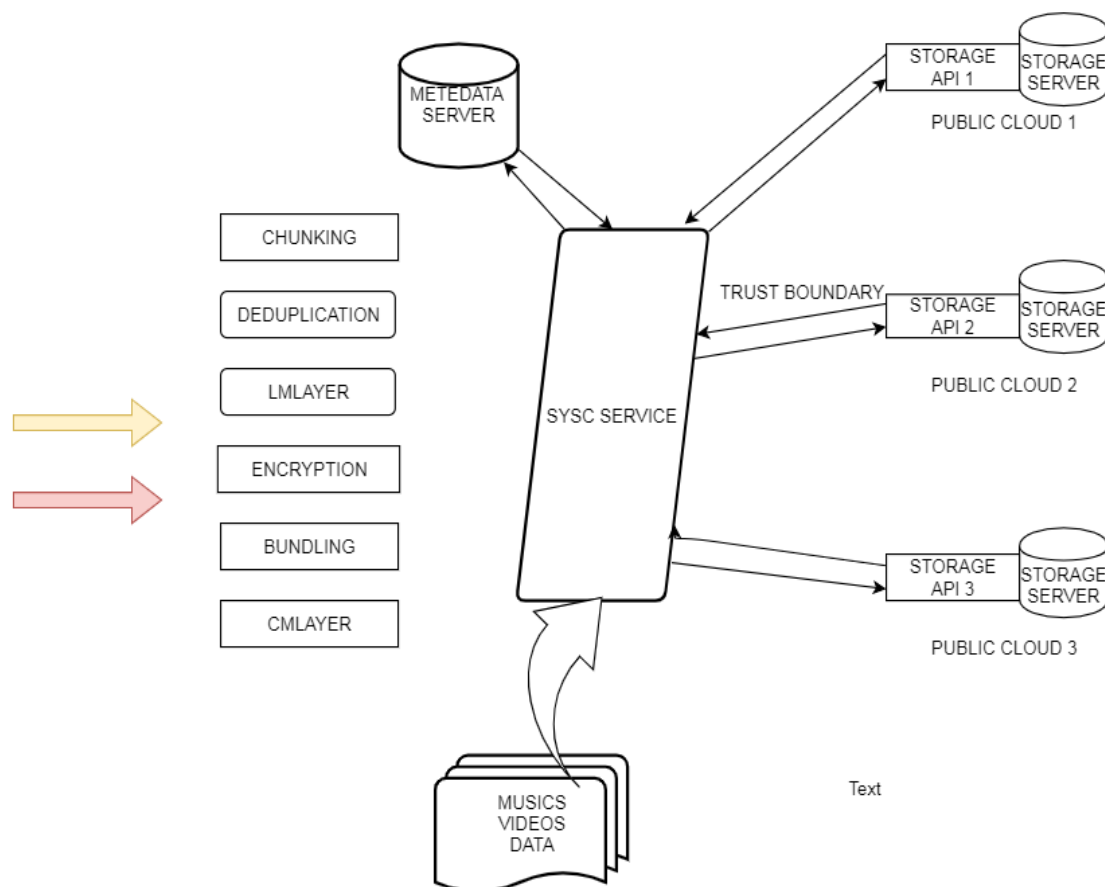 STORAGE
API 1
STORAGE
SERVER
PUBLIC CLOUD 1
METEDATA
SERVER
CHUNKING
DEDUPLICATION
LMLAYER
ENCRYPTION
BUNDLING
CMLAYER
SYSC SERVICE
TRUST BOUNDARY
STORAGE
API 2
STORAGE
SERVER
PUBLIC CLOUD 2
STORAGE
API 3
STORAGE
SERVER
PUBLIC CLOUD 3
MUSICS
VIDEOS
DATA
Text